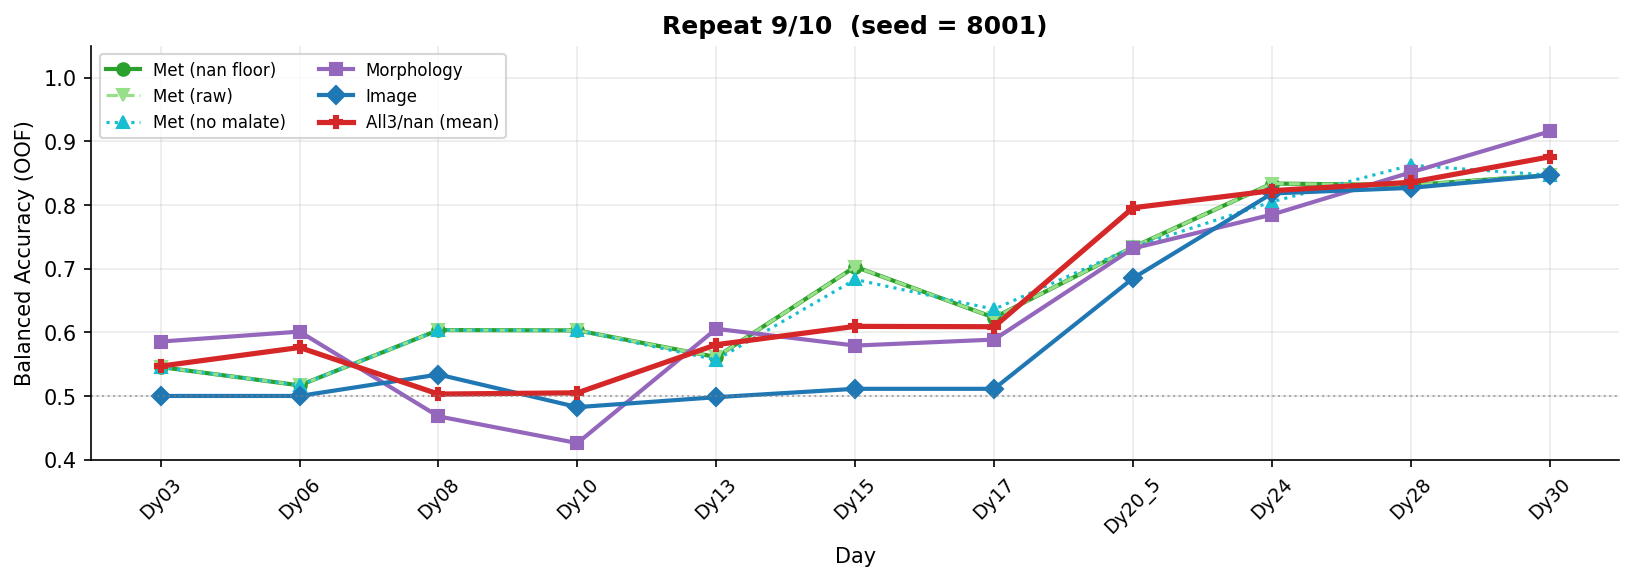 Repeat 9/10  (seed = 8001)
Met (nan floor)
Met (raw)
Met (no malate)
Morphology
Image
All3/nan (mean)
Balanced Accuracy (OOF)
1.0
0.9
0.8
0.7
0.6
0.5
0.4
Dy03
Dy06
Dy08
Dy10
Dy13
Dy15
Dy17
Dy20_5
Dy24
Dy28
Dy30
Day